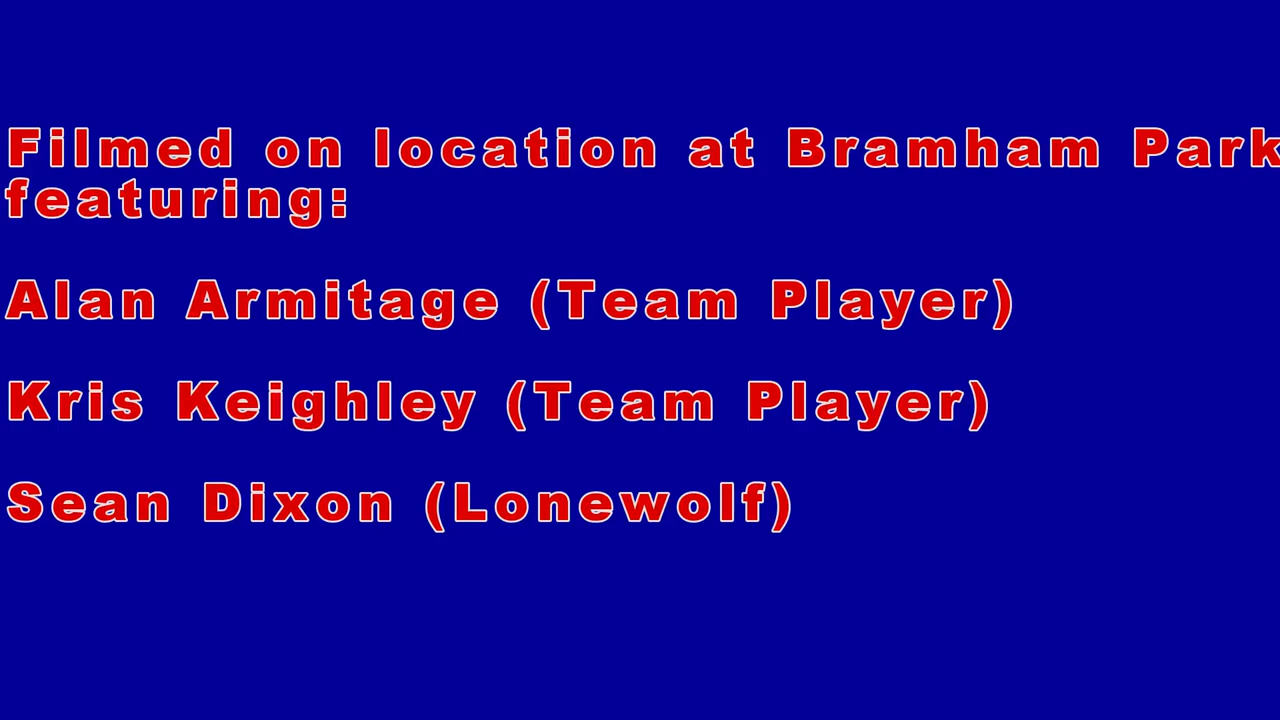 Filmed on location at Bramham Park
featuring:
Alan Armitage (Team Player)
Kris Keighley (Team Player)
Sean Dixon (Lonewolf)